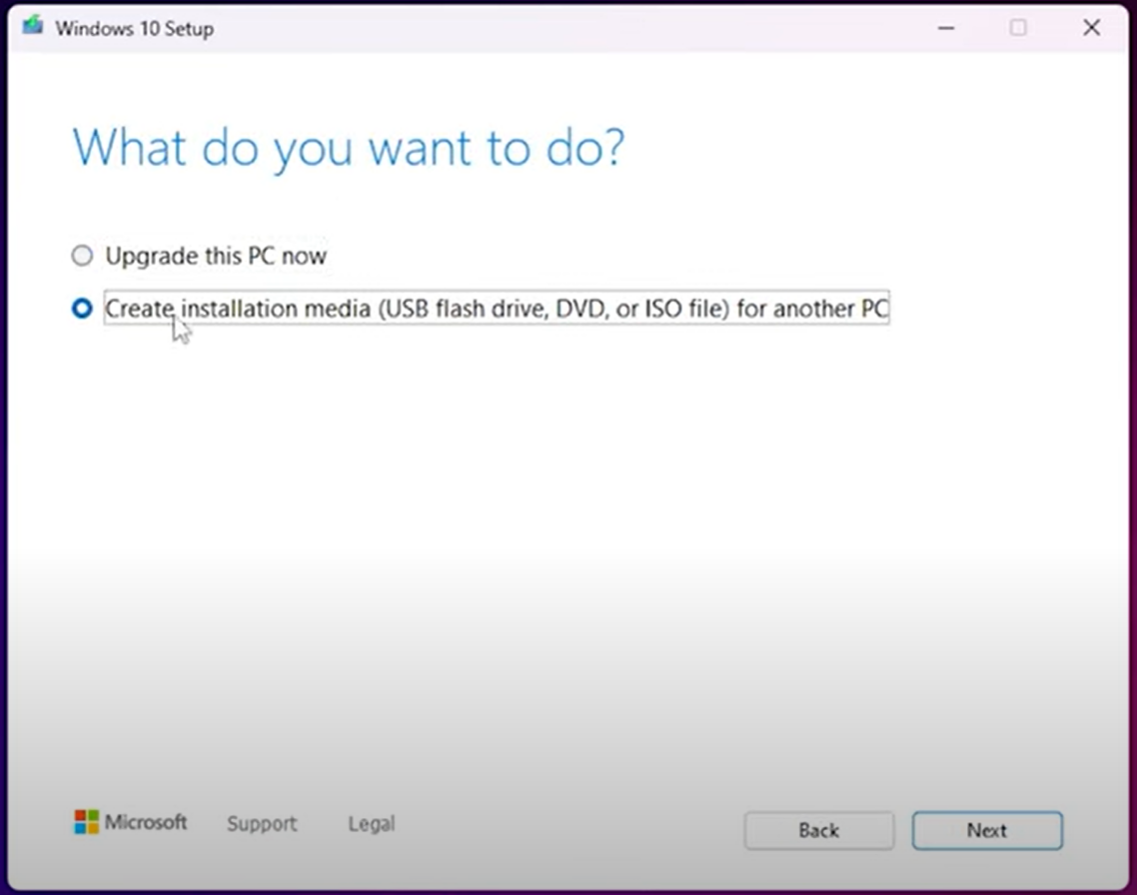 Windows 10 Setup
What do you want to do?
Upgrade this PC now
Create installation media (USB flash drive, DVD, or ISO file) for another PC
Microsoft Support Legal Back Next